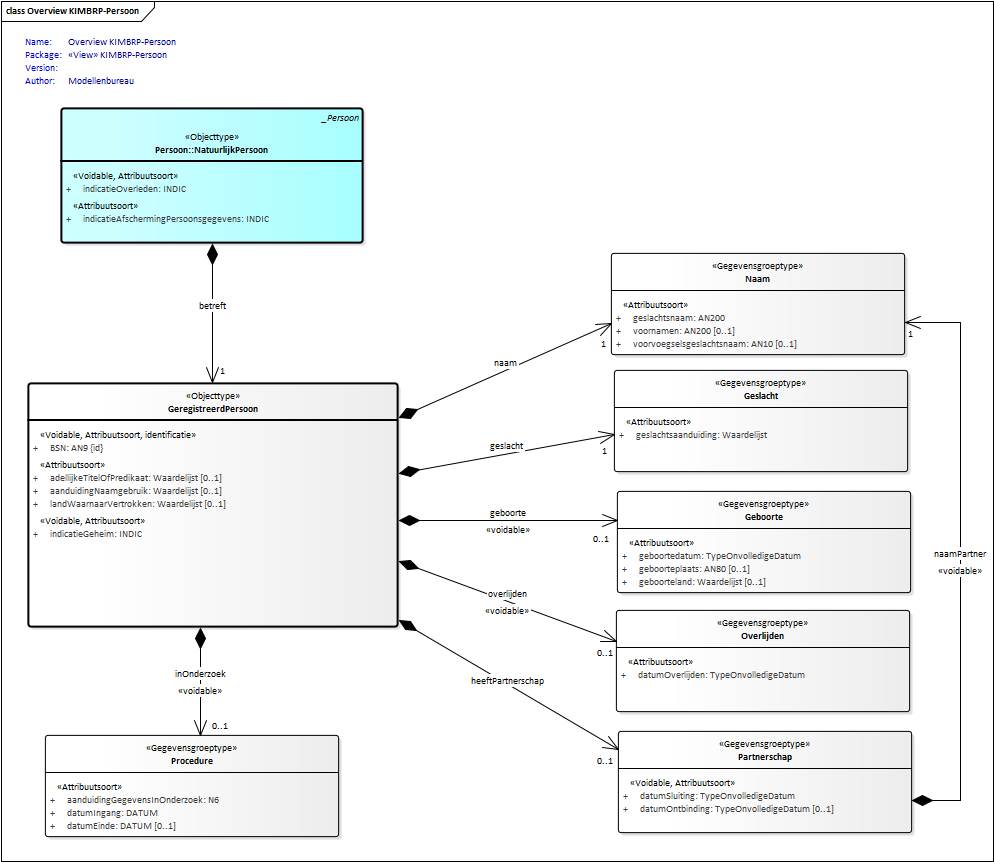 class Overview KIMBRP-Persoon
Name: Overview KIMBRP-Persoon
Package: «View» KIMBRP-Persoon
Version:
Author: Modellenbureau
_Persoon
«Objecttype»
Persoon::NatuurlijkPersoon
«Voidable, Attribuutsoort»
+ indicatieOverleden: INDIC
«Attribuutsoort»
+ indicatieAfschermingPersoonsgegevens: INDIC
betreft
1
«Objecttype»
GeregistreerdPersoon
«Voidable, Attribuutsoort, identificatie»
+ BSN: AN9 {id}
«Attribuutsoort»
+ adellijkeTitelOfPredikaat: Waardelijst [0..1]
+ aanduidingNaamgebruik: Waardelijst [0..1]
+ landWaarnaarVertrokken: Waardelijst [0..1]
«Voidable, Attribuutsoort»
+ indicatieGeheim: INDIC
naam
1
«Gegevensgroeptype»
Naam
«Attribuutsoort»
+ geslachtsnaam: AN200
+ voornamen: AN200 [0..1]
+ voorvoegselsgeslachtsnaam: AN10 [0..1]
1
geslacht
1
«Gegevensgroeptype»
Geslacht
«Attribuutsoort»
+ geslachtsaanduiding: Waardelijst
geboorte
«voidable»
0..1
«Gegevensgroeptype»
Geboorte
«Attribuutsoort»
+ geboortedatum: TypeOnvolledigeDatum
+ geboorteplaats: AN80 [0..1]
+ geboorteland: Waardelijst [0..1]
naamPartner
«voidable»
overlijden
«voidable»
0..1
«Gegevensgroeptype»
Overlijden
«Attribuutsoort»
+ datumOverlijden: TypeOnvolledigeDatum
heeftPartnerschap
0..1
«Gegevensgroeptype»
Partnerschap
«Voidable, Attribuutsoort»
+ datumSluiting: TypeOnvolledigeDatum
+ datumOntbinding: TypeOnvolledigeDatum [0..1]
inOnderzoek
«voidable»
0..1
«Gegevensgroeptype»
Procedure
«Attribuutsoort»
+ aanduidingGegevensInOnderzoek: N6
+ datumIngang: DATUM
+ datumEinde: DATUM [0..1]